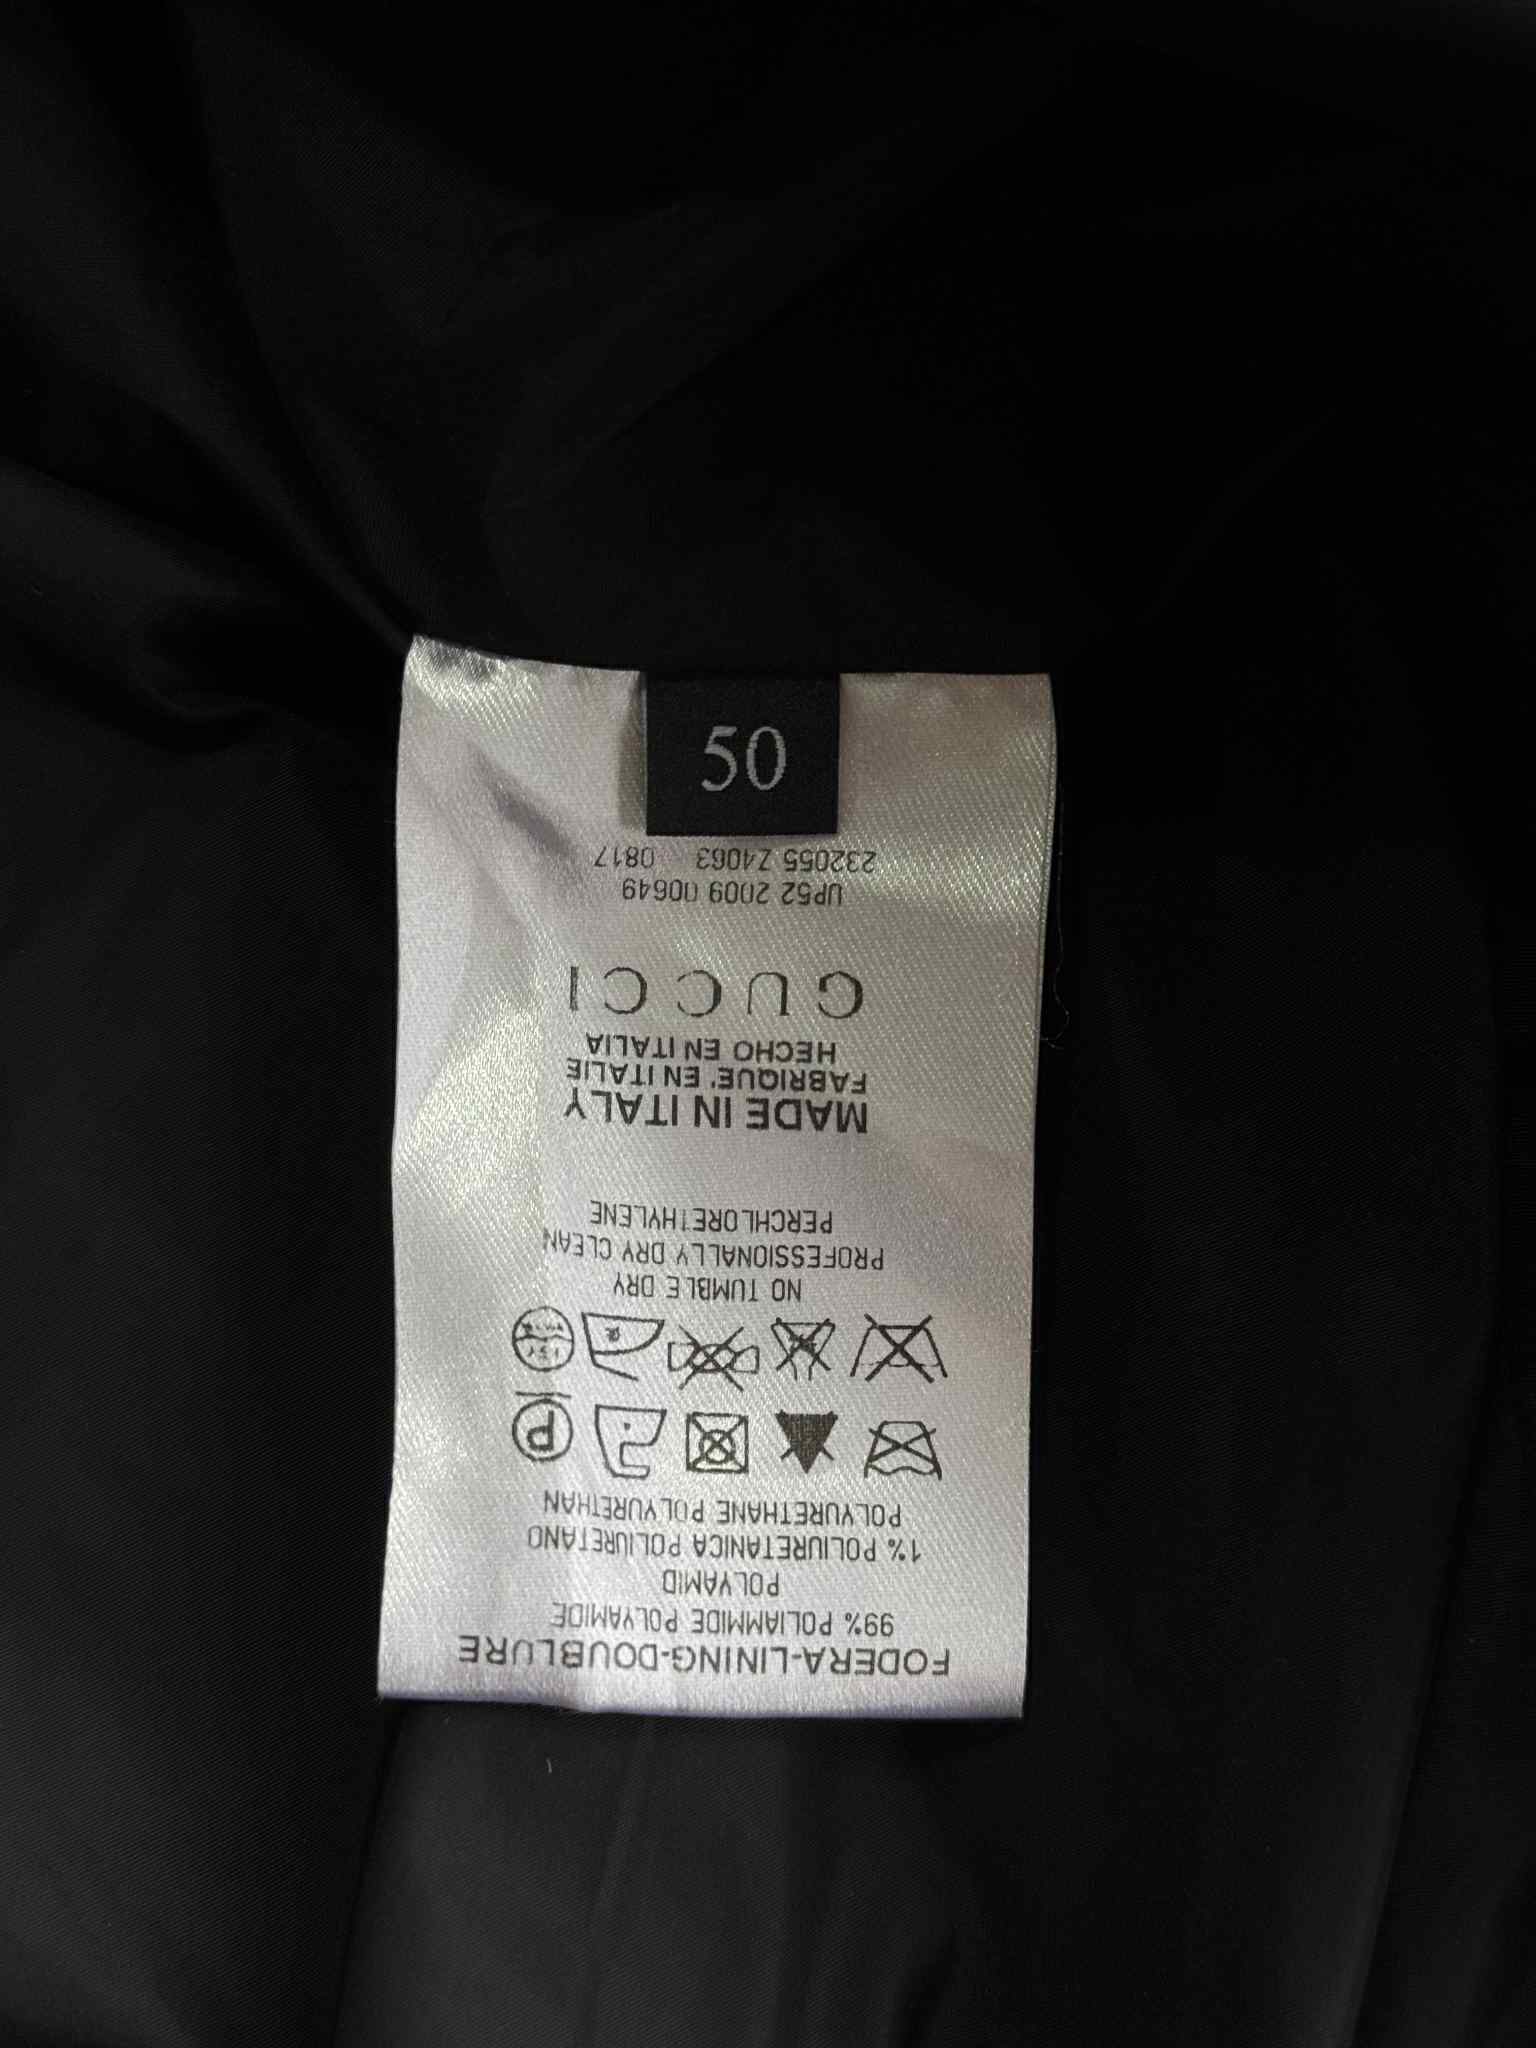 FODERA-LINING-DOUBLURE
99% POLIAMMIDE POLYAMIDE
POLYAMID
1% POLIURETANICA POLIURETANO
POLYURETHANE POLYURETHAN
P
NO TUMBLE DRY
PROFESSIONALLY DRY CLEAN
PERCHLORETHYLENE
MADE IN ITALY
FABRIQUE' EN ITALIE
HECHO EN ITALIA
GUCCI
UP52 2009 00649
232055 Z4063 0817
50